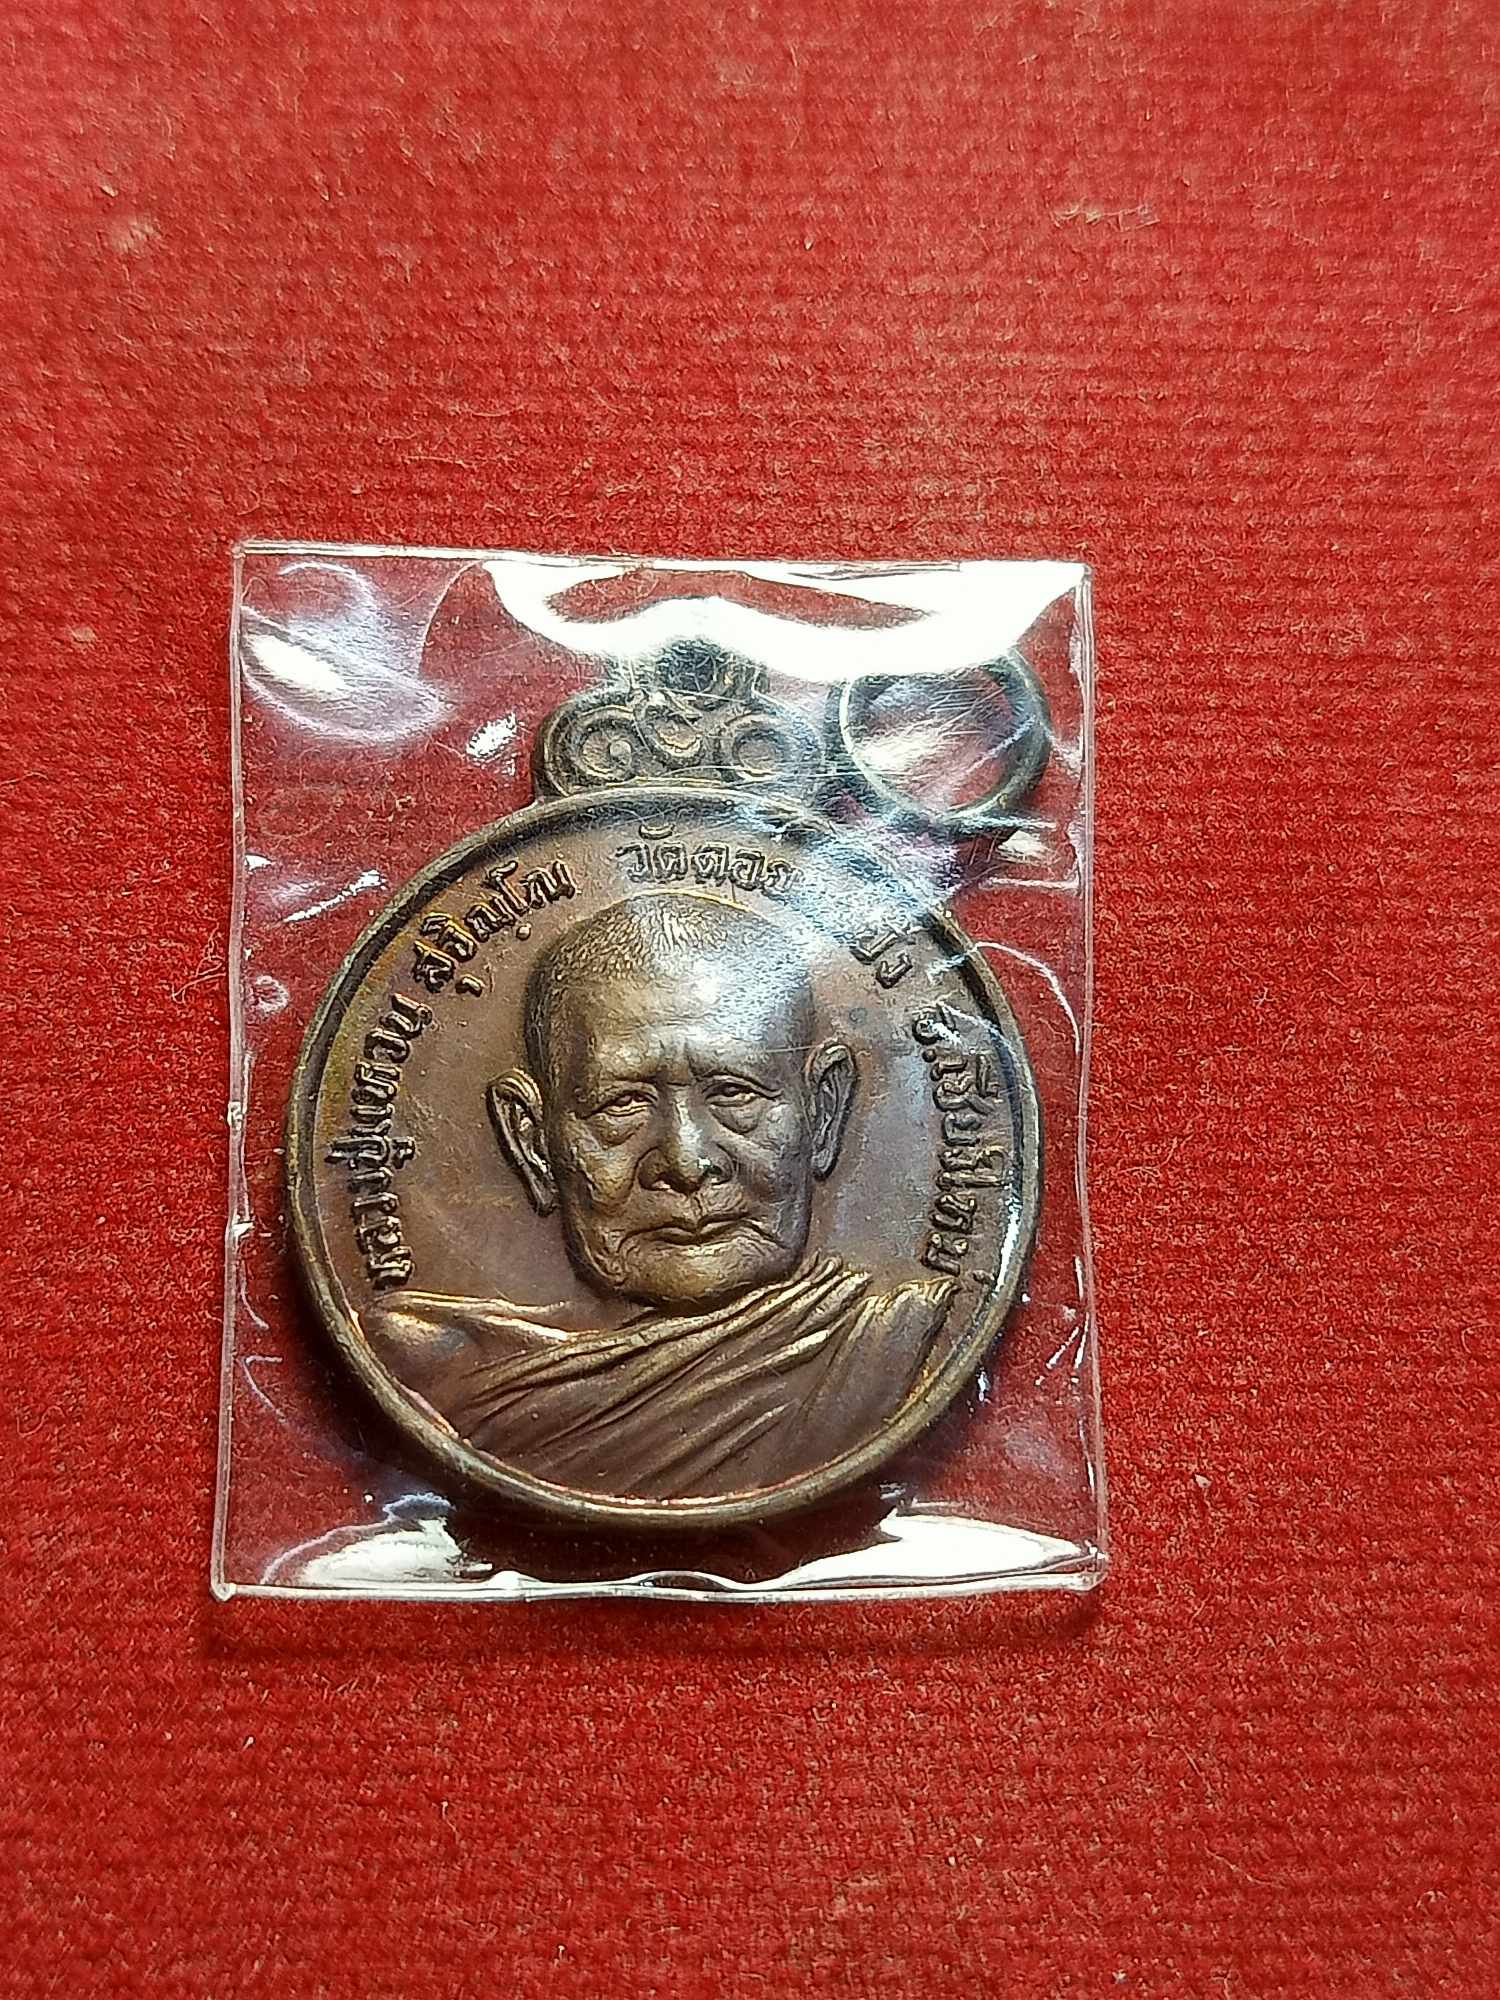 หลวงปู่แหวน สุจิณฺโณ วัดดอย ปั๋ง จ.เชียงใหม่